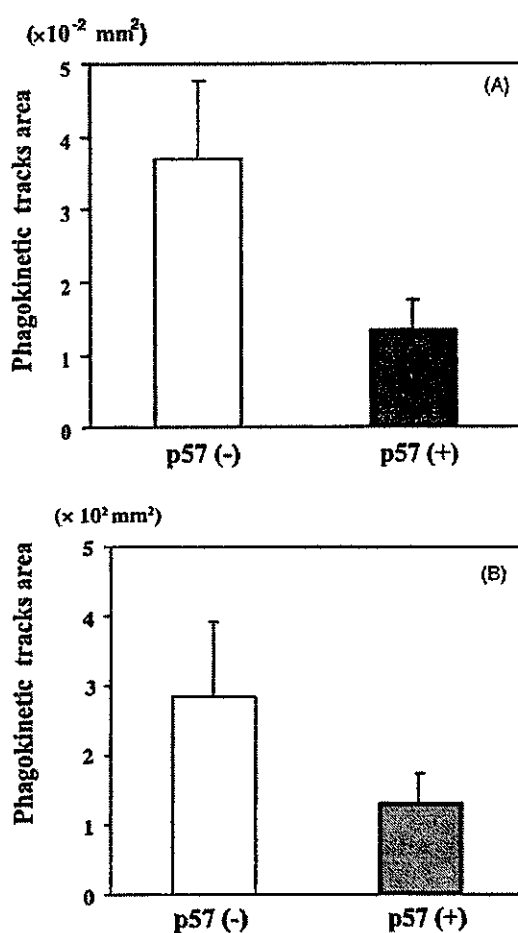 (×10⁻² mm²)
(A)
5
4
3
2
1
0
Phagokinetic tracks area
p57 (-) p57 (+)
(× 10² mm²)
(B)
5
4
3
2
1
0
Phagokinetic tracks area
p57 (-) p57 (+)